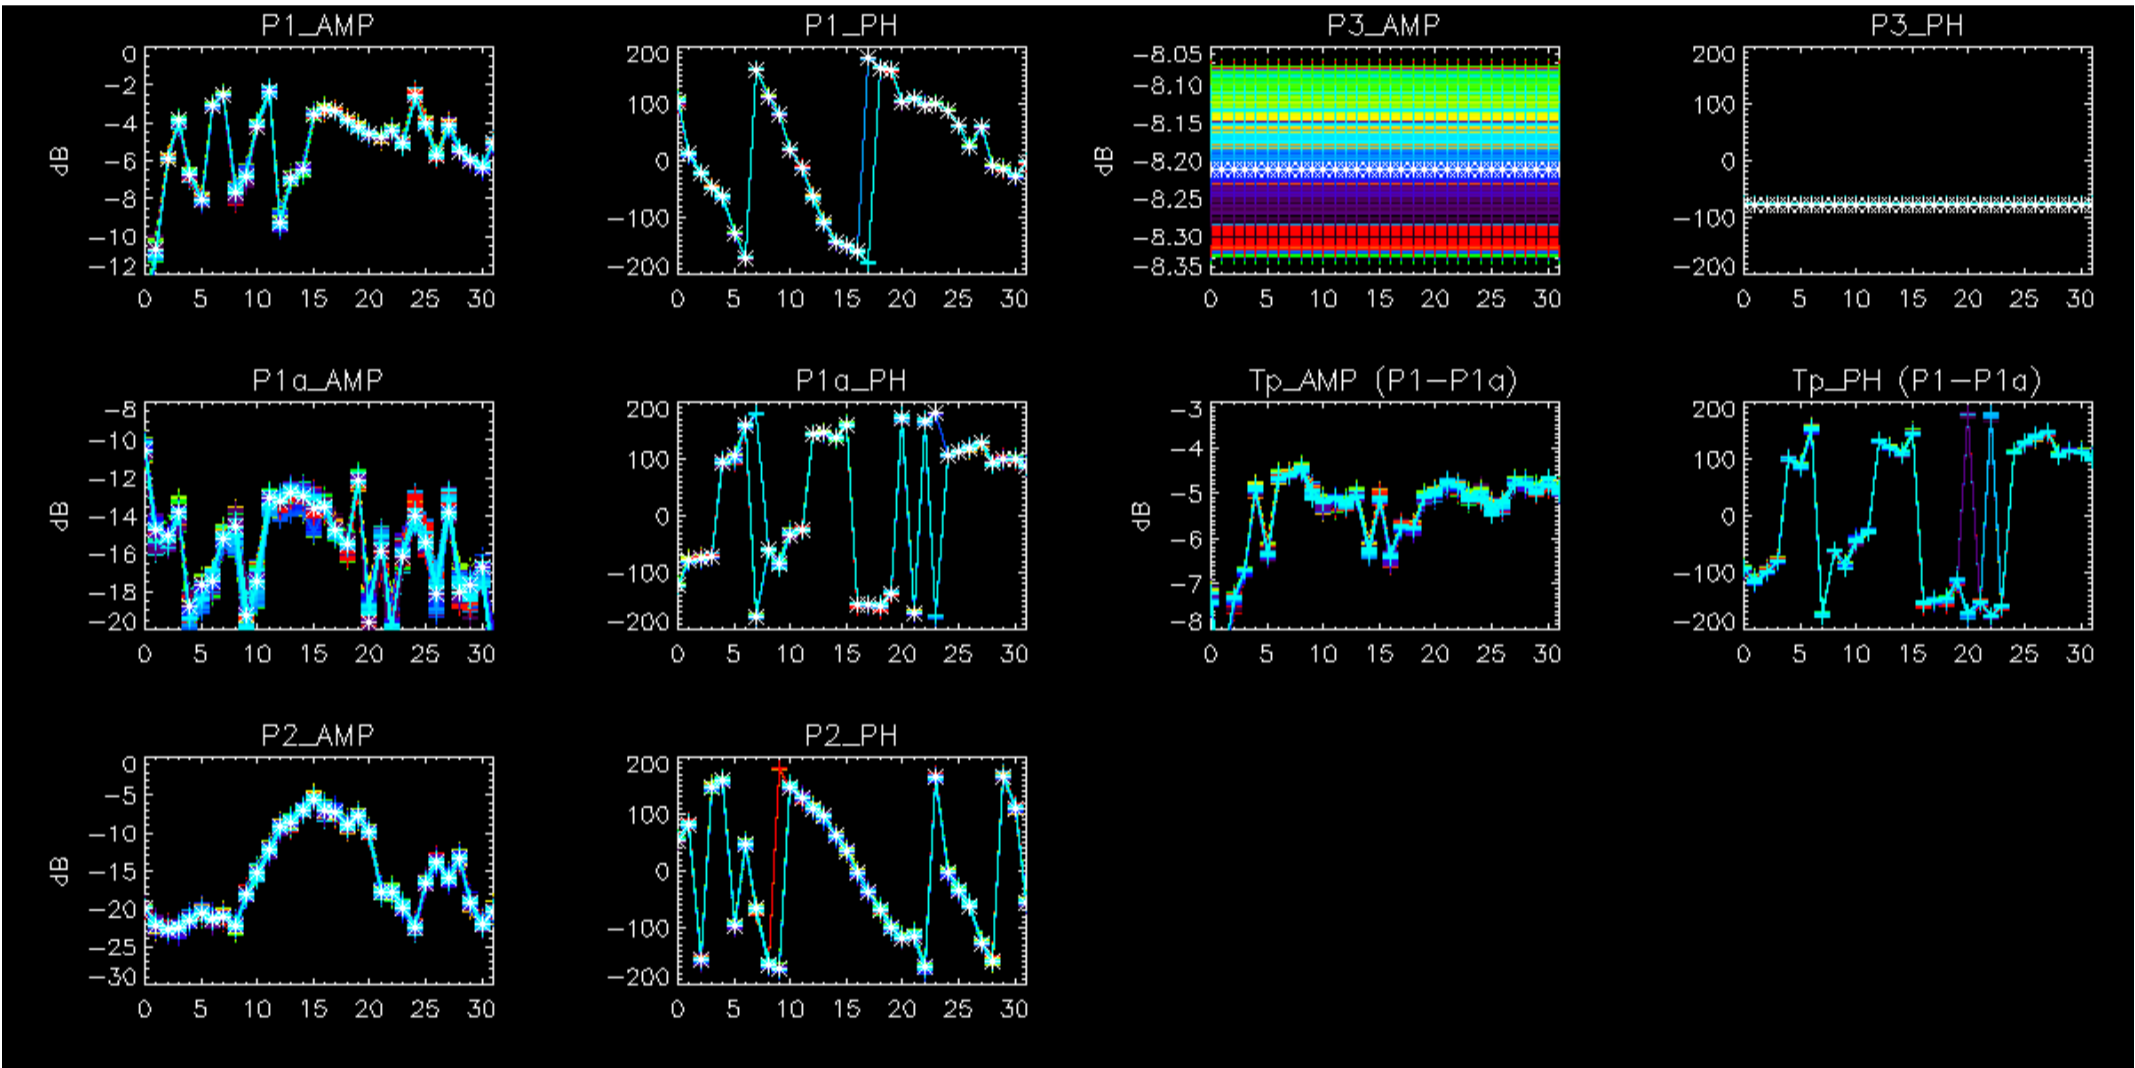 P1_AMP
dB
0
-2
-4
-6
-8
-10
-12
0 5 10 15 20 25 30
P1_PH
200
100
0
-100
-200
0 5 10 15 20 25 30
P3_AMP
dB
-8.05
-8.10
-8.15
-8.20
-8.25
-8.30
-8.35
0 5 10 15 20 25 30
P3_PH
200
100
0
-100
-200
0 5 10 15 20 25 30
P1a_AMP
dB
-8
-10
-12
-14
-16
-18
-20
0 5 10 15 20 25 30
P1a_PH
200
100
0
-100
-200
0 5 10 15 20 25 30
Tp_AMP (P1-P1a)
dB
-3
-4
-5
-6
-7
-8
0 5 10 15 20 25 30
Tp_PH (P1-P1a)
200
100
0
-100
-200
0 5 10 15 20 25 30
P2_AMP
dB
0
-5
-10
-15
-20
-25
-30
0 5 10 15 20 25 30
P2_PH
200
100
0
-100
-200
0 5 10 15 20 25 30